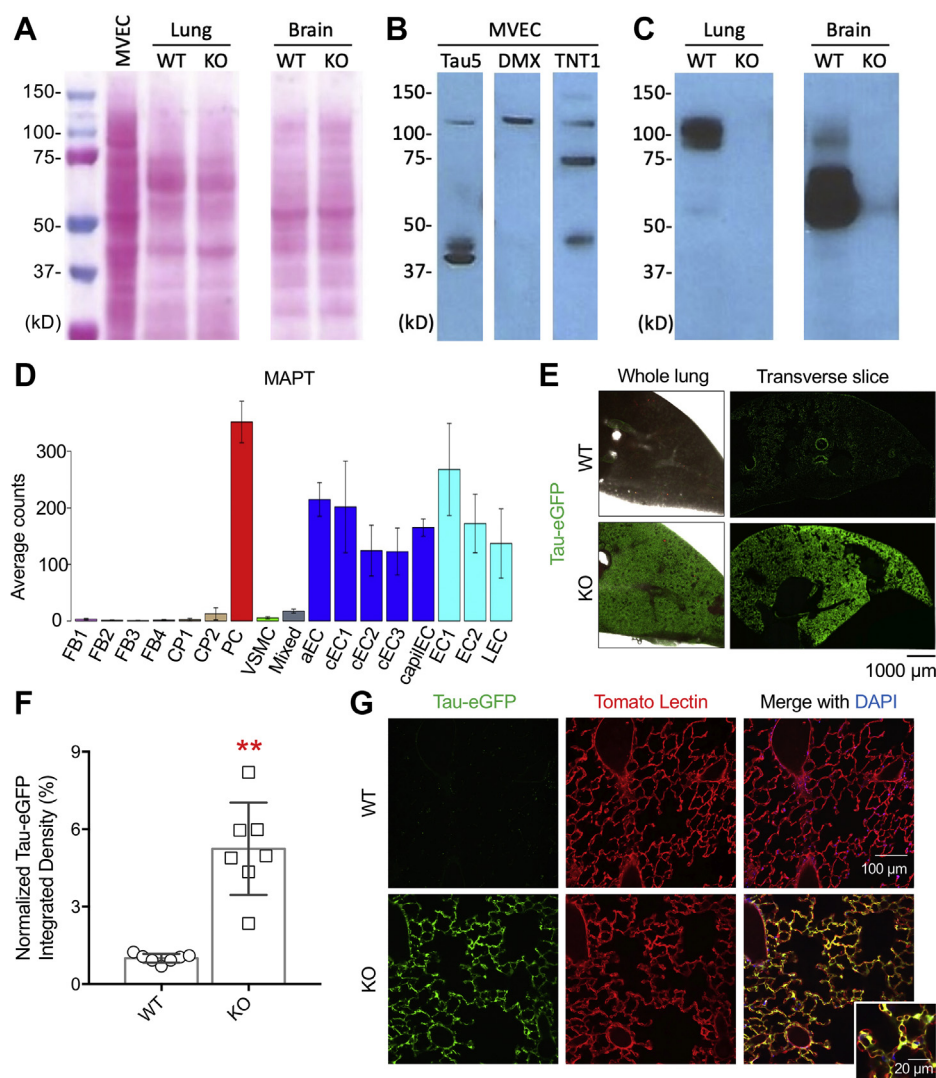 A
MVEC
Lung
Brain
WT KO WT KO
150-
100-
75-
50-
37-
(kD)
B
MVEC
Tau5 DMX TNT1
150-
100-
75-
50-
37-
(kD)
C
Lung
Brain
WT KO WT KO
150-
100-
75-
50-
37-
(kD)
D
MAPT
Average counts
300
200
100
0
FB1 FB2 FB3 FB4 CP1 CP2 PC VSMC Mixed aEC cEC1 cEC2 cEC3 capilEC EC1 EC2 LEC
E
Whole lung Transverse slice
Tau-eGFP
WT
KO
1000 µm
F
Normalized Tau-eGFP
Integrated Density (%)
9
6
3
0
**
WT KO
G
Tau-eGFP Tomato Lectin Merge with DAPI
WT
100 µm
KO
20 µm